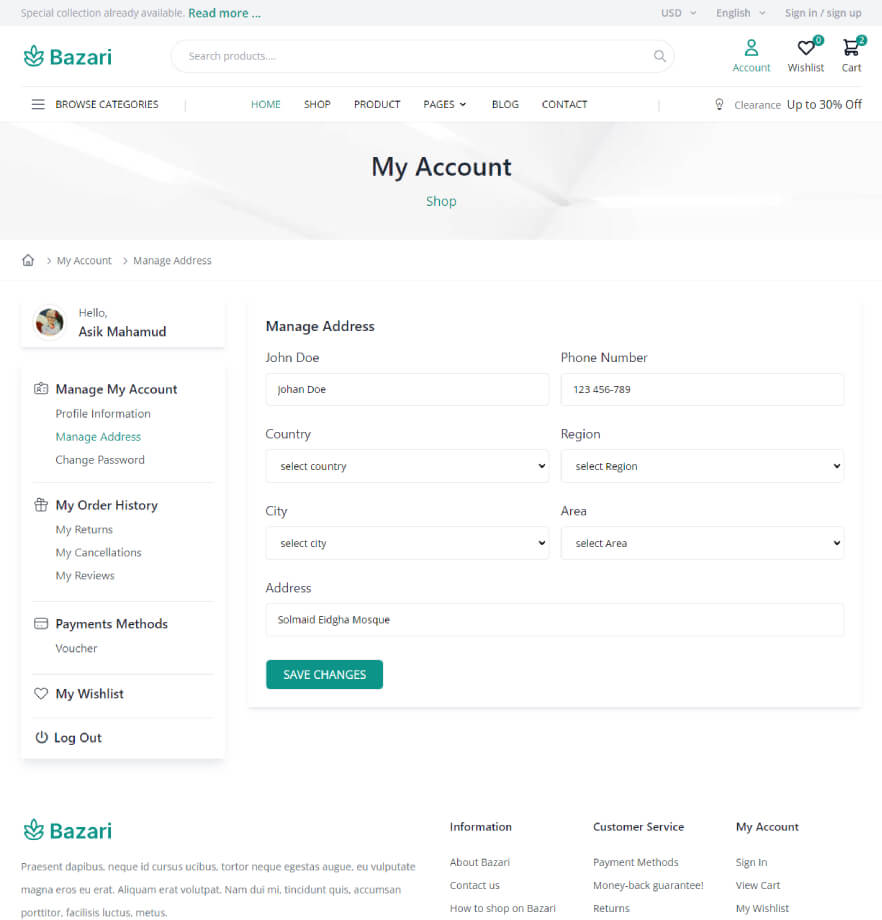 Special collection already available. Read more ...
USD English Sign in / sign up
Bazari
Search products....
0
2
Account Wishlist Cart
BROWSE CATEGORIES
HOME SHOP PRODUCT PAGES BLOG CONTACT
Clearance Up to 30% Off
My Account
Shop
My Account Manage Address
Hello,
Asik Mahamud
Manage My Account
Profile Information
Manage Address
Change Password
My Order History
My Returns
My Cancellations
My Reviews
Payments Methods
Voucher
My Wishlist
Log Out
Manage Address
John Doe
Johan Doe
Phone Number
123 456-789
Country
select country
Region
select Region
City
select city
Area
select Area
Address
Solmaid Eidgha Mosque
SAVE CHANGES
Bazari
Praesent dapibus, neque id cursus ucibus, tortor neque egestas augue, eu vulputate
magna eros eu erat. Aliquam erat volutpat. Nam dui mi, tincidunt quis, accumsan
porttitor, facilisis luctus, metus.
Information
About Bazari
Contact us
How to shop on Bazari
Customer Service
Payment Methods
Money-back guarantee!
Returns
My Account
Sign In
View Cart
My Wishlist